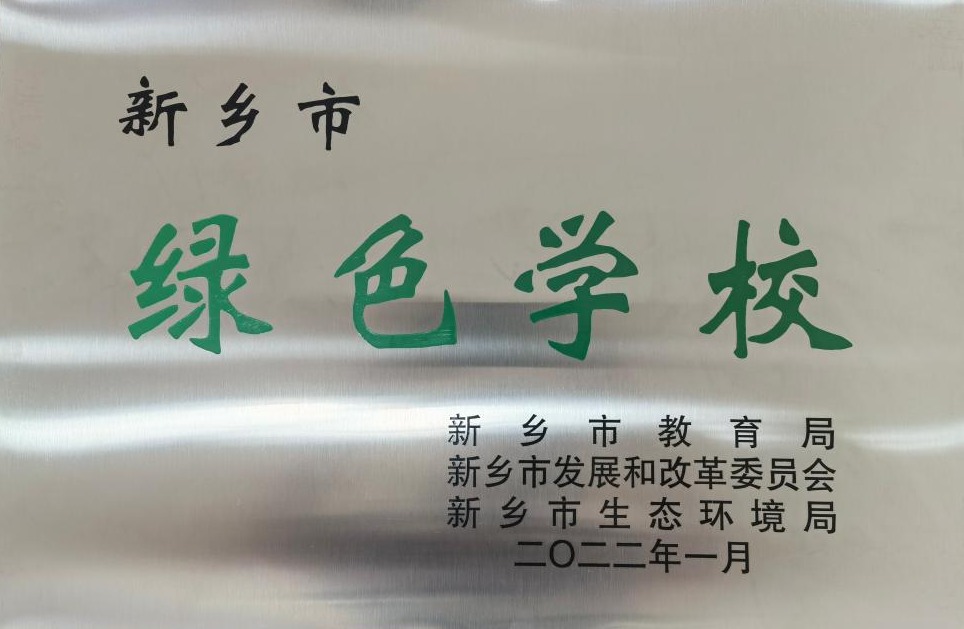 新乡市
绿色学校
新乡市教育局
新乡市发展和改革委员会
新乡市生态环境局
二〇二二年一月